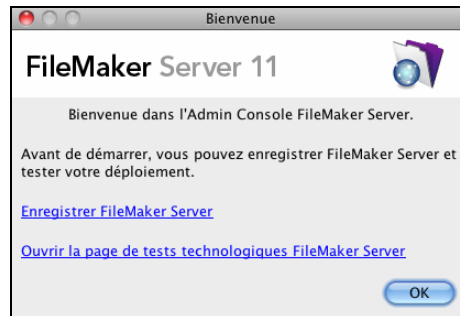 Bienvenue
FileMaker Server 11
Bienvenue dans l'Admin Console FileMaker Server.
Avant de démarrer, vous pouvez enregistrer FileMaker Server et
tester votre déploiement.
Enregistrer FileMaker Server
Ouvrir la page de tests technologiques FileMaker Server
OK